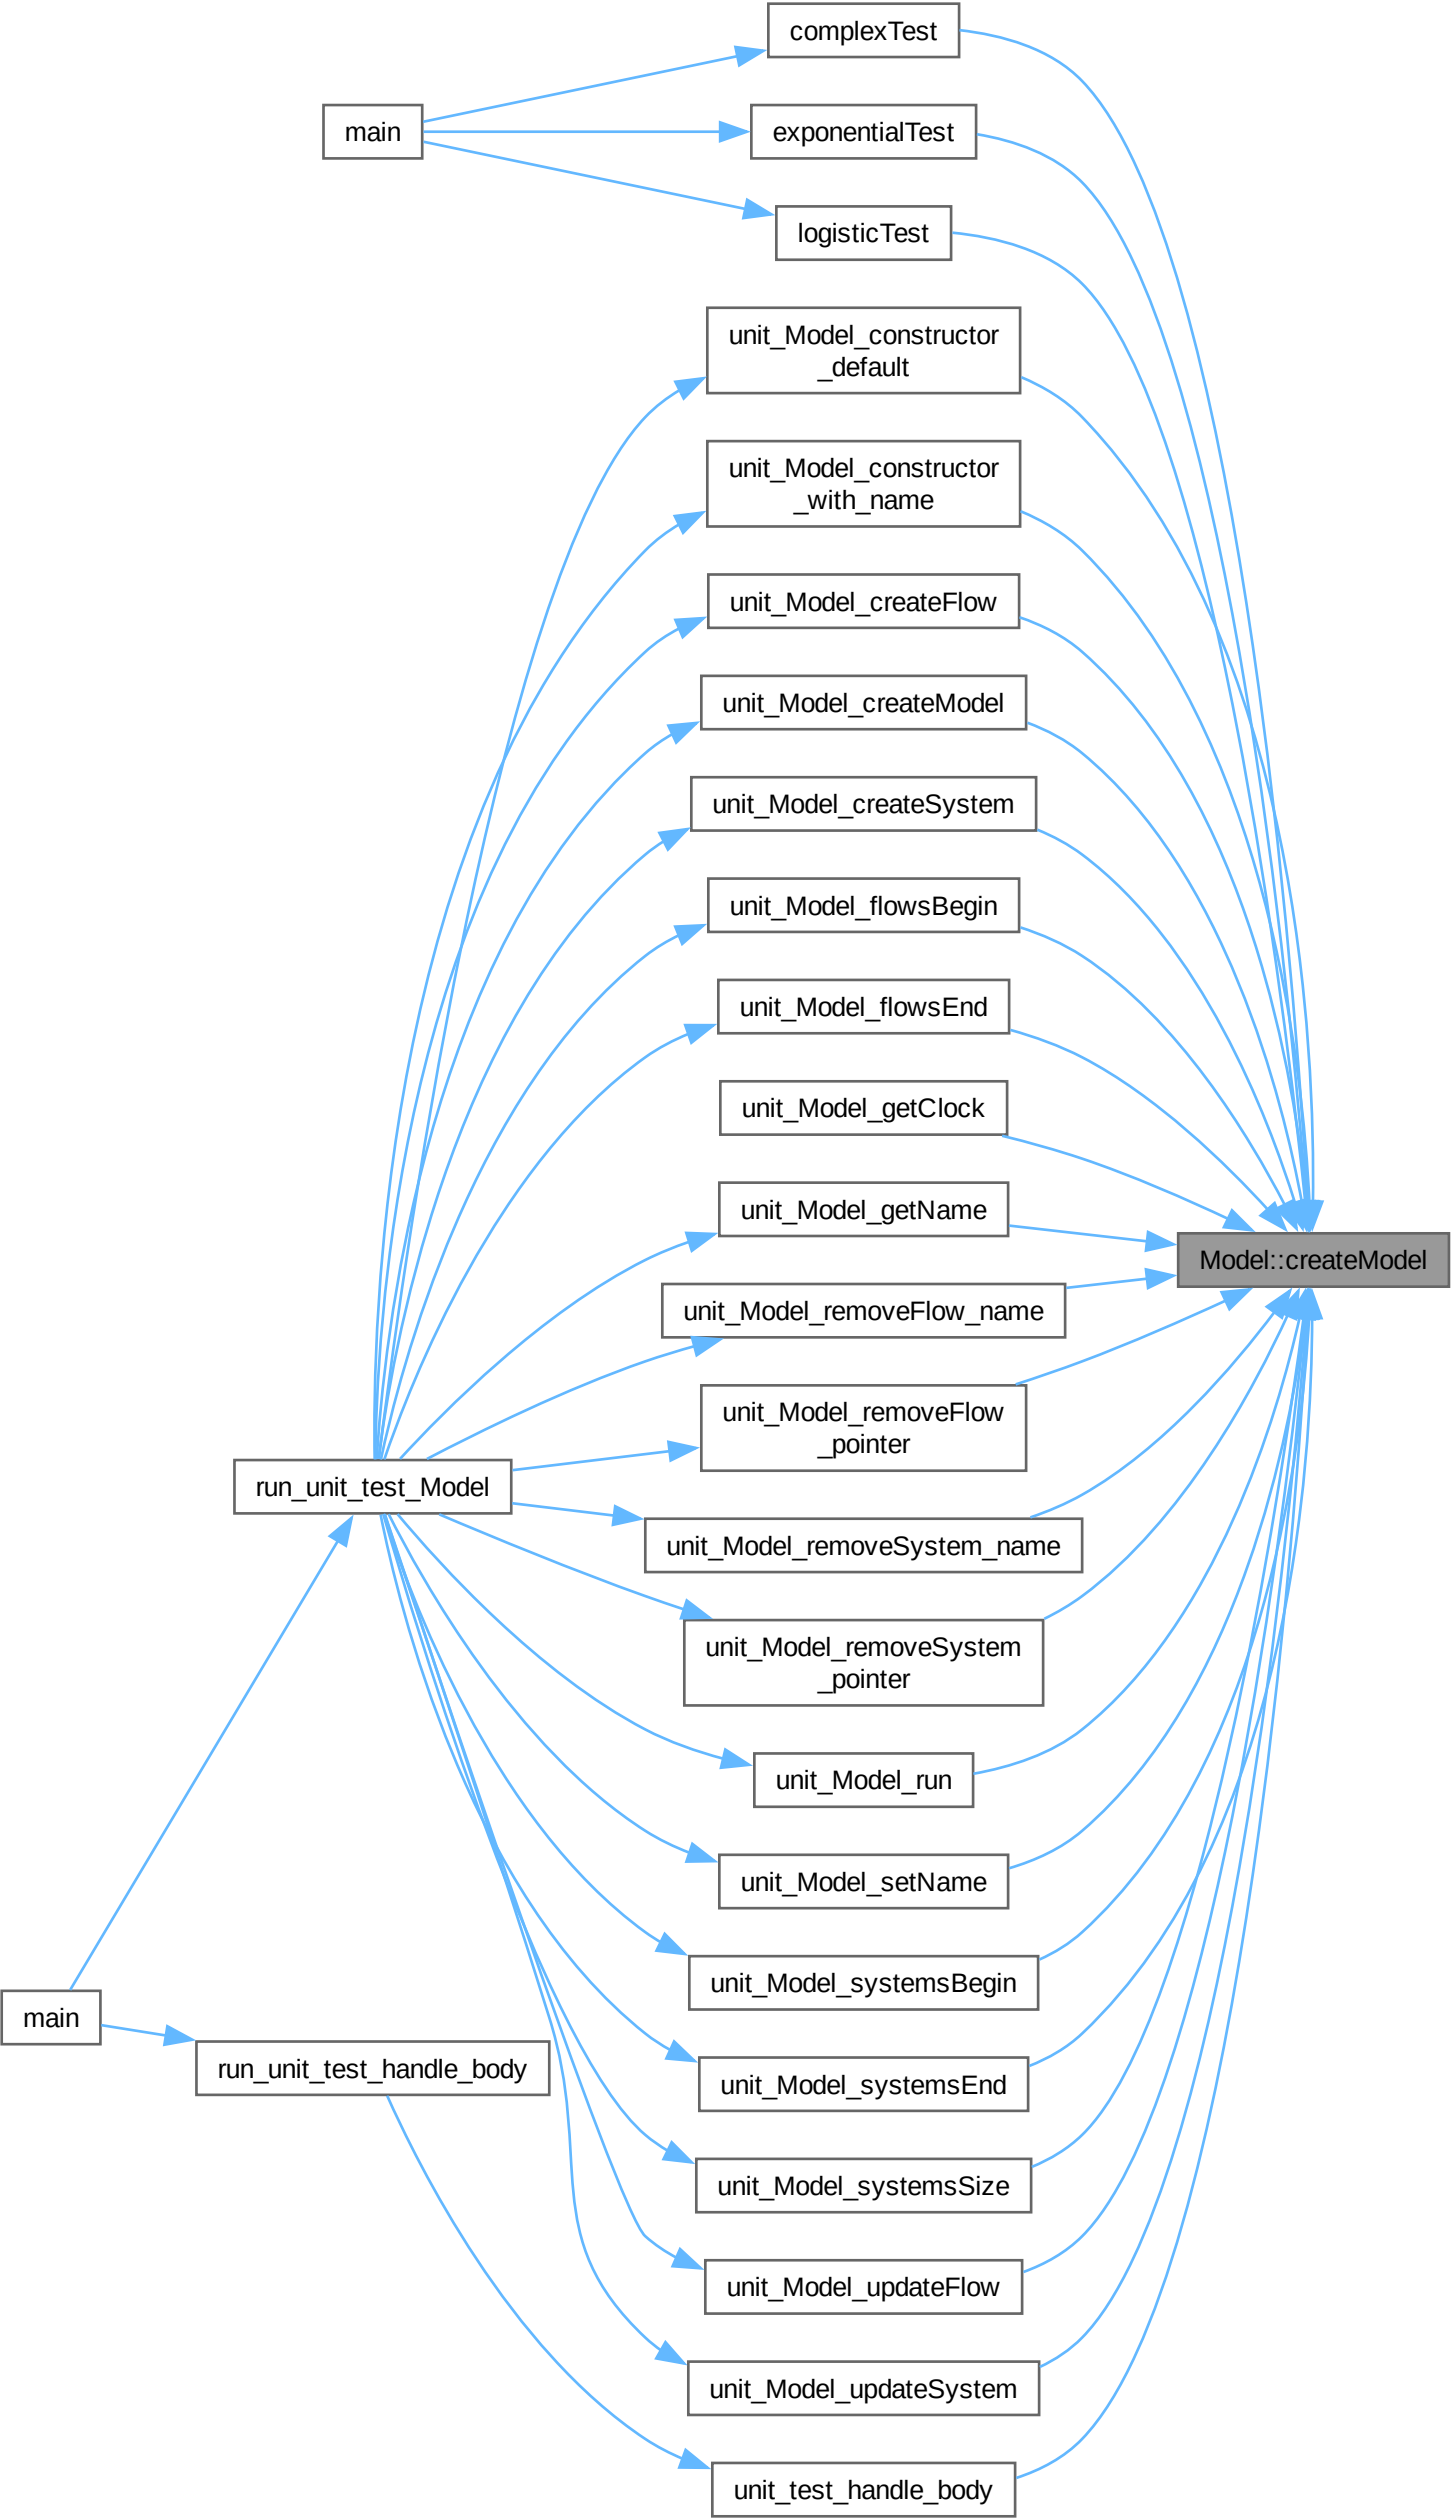 complexTest
main
exponentialTest
logisticTest
unit_Model_constructor
_default
unit_Model_constructor
_with_name
unit_Model_createFlow
unit_Model_createModel
unit_Model_createSystem
unit_Model_flowsBegin
unit_Model_flowsEnd
unit_Model_getClock
unit_Model_getName
Model::createModel
unit_Model_removeFlow_name
unit_Model_removeFlow
_pointer
run_unit_test_Model
unit_Model_removeSystem_name
unit_Model_removeSystem
_pointer
unit_Model_run
unit_Model_setName
unit_Model_systemsBegin
main
run_unit_test_handle_body
unit_Model_systemsEnd
unit_Model_systemsSize
unit_Model_updateFlow
unit_Model_updateSystem
unit_test_handle_body